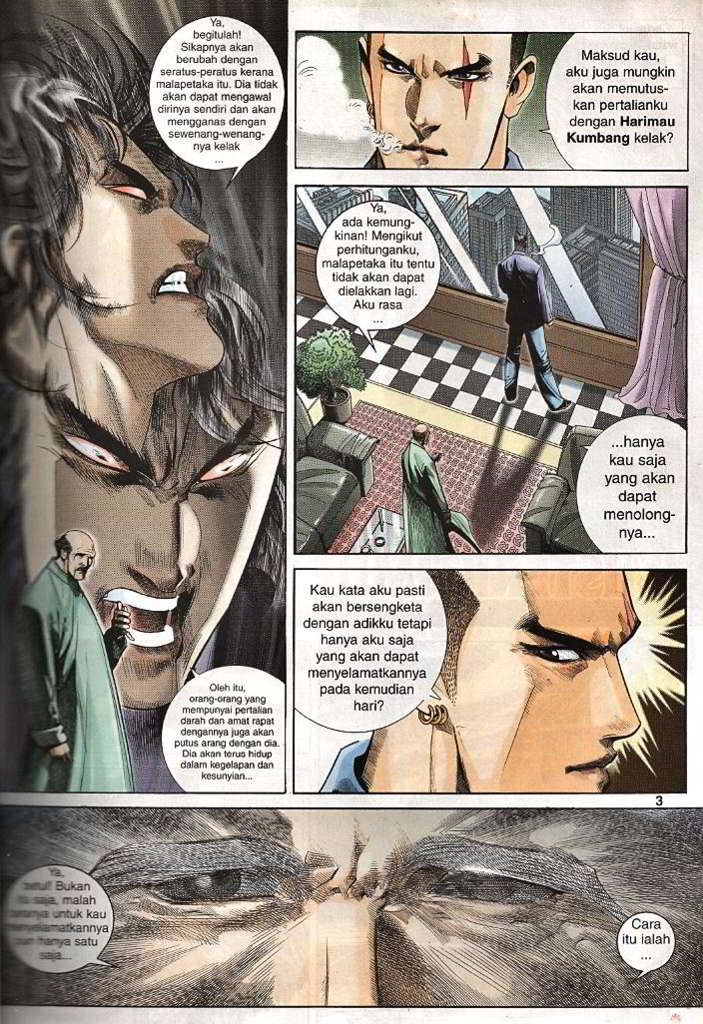 Ya,
begitulah!
Sikapnya akan
berubah dengan
seratus-peratus kerana
malapetaka itu. Dia tidak
akan dapat mengawal
dirinya sendiri dan akan
mengganas dengan
sewenang-wenang-
nya kelak
...
Oleh itu,
orang-orang yang
mempunyai pertalian
darah dan amat rapat
dengannya juga akan
putus arang dengan dia.
Dia akan terus hidup
dalam kegelapan dan
kesunyian...
Maksud kau,
aku juga mungkin
akan memutus-
kan pertalianku
dengan Harimau
Kumbang kelak?
Ya,
ada kemung-
kinan! Mengikut
perhitunganku,
malapetaka itu tentu
tidak akan dapat
dielakkan lagi.
Aku rasa
...
...hanya
kau saja
yang akan
dapat
menolong-
nya...
Kau kata aku pasti
akan bersengketa
dengan adikku tetapi
hanya aku saja
yang akan dapat
menyelamatkannya
pada kemudian
hari?
3
Ya,
betul! Bukan
itu saja, malah
untuk kau
menyelamatkannya
pun hanya satu
saja...
Cara
itu ialah
...